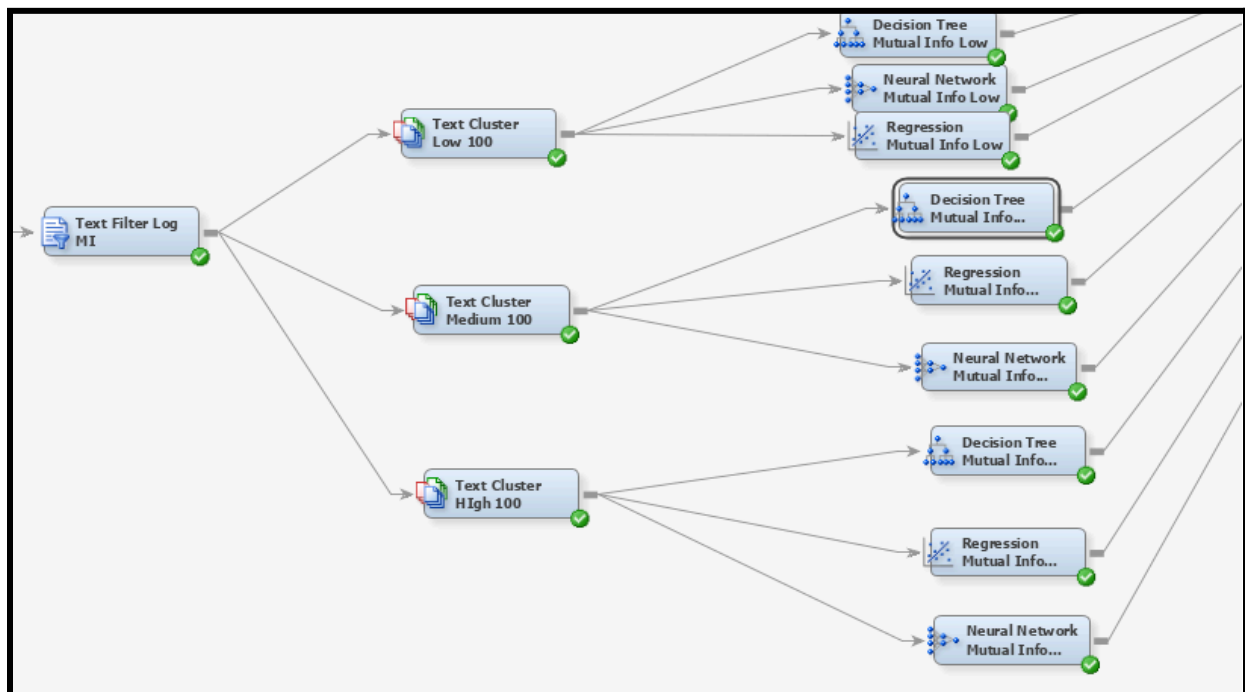 Decision Tree
Mutual Info Low
Neural Network
Mutual Info Low
Regression
Mutual Info Low
Text Cluster
Low 100
Decision Tree
Mutual Info...
Text Filter Log
MI
Regression
Mutual Info...
Text Cluster
Medium 100
Neural Network
Mutual Info...
Decision Tree
Mutual Info...
Text Cluster
HIgh 100
Regression
Mutual Info...
Neural Network
Mutual Info...